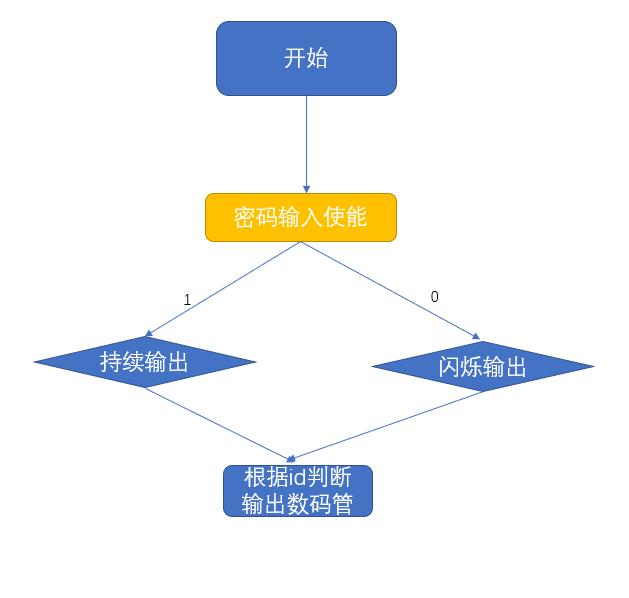 开始
密码输入使能
1
0
持续输出
闪烁输出
根据id判断
输出数码管